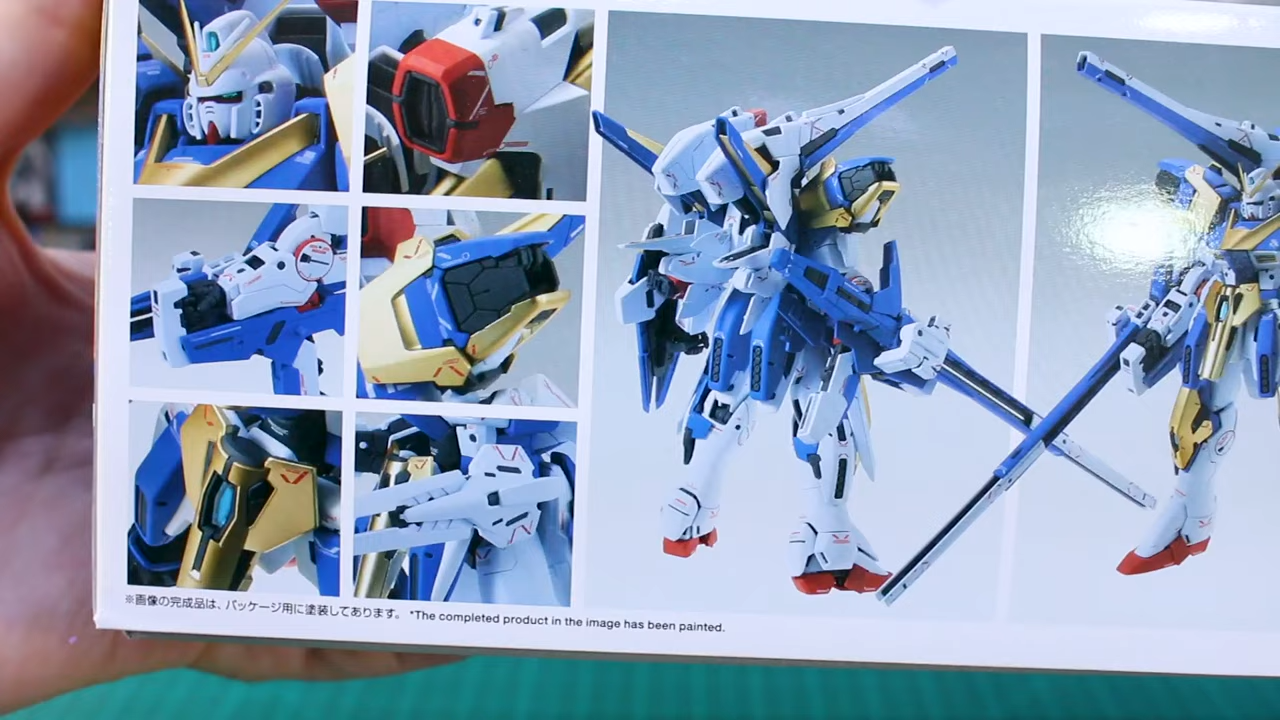 ※画像の完成品は、パッケージ用に塗装してあります。 *The completed product in the image has been painted.